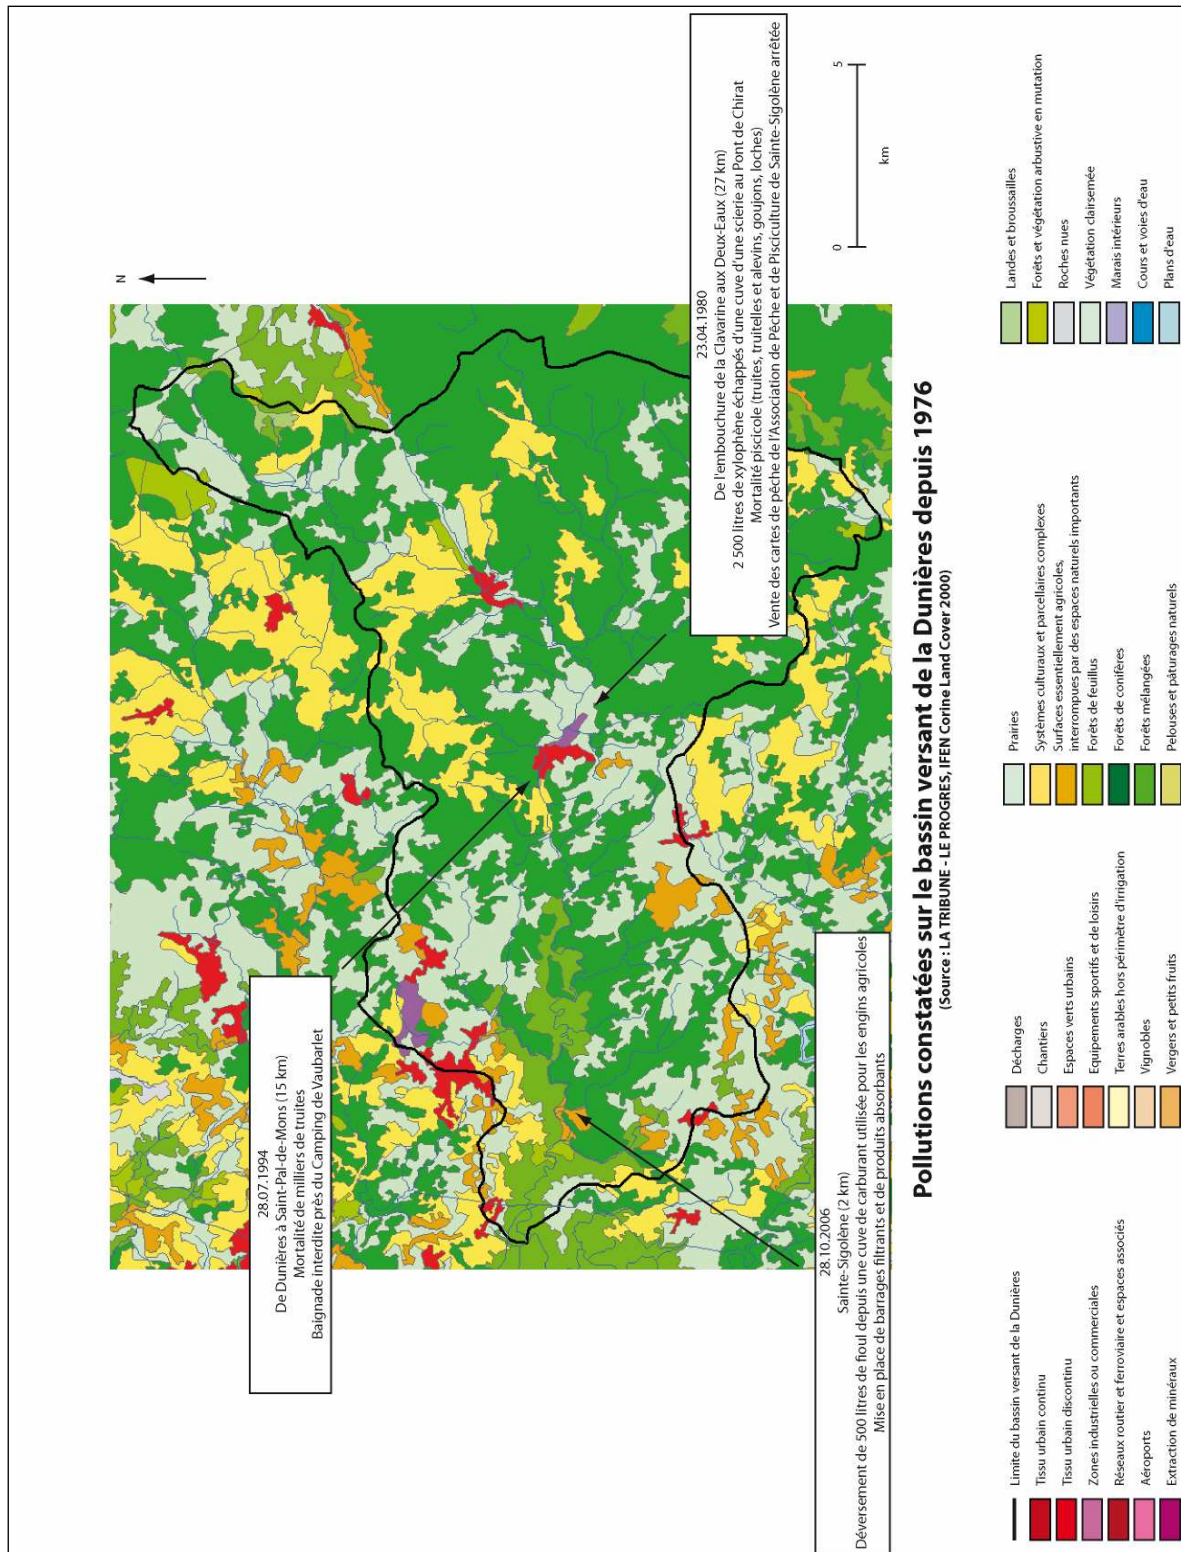 28.07.1994
De Dunières à Saint-Pal-de-Mons (15 km)
Mortalité de milliers de truites
Baignade interdite près du Camping de Vaubarlet
N
28.10.2006
Sainte-Sigolène (2 km)
Déversement de 500 litres de fioul depuis une cuve de carburant utilisée pour les engins agricoles
Mise en place de barrages filtrants et de produits absorbants
23.04.1980
De l'embouchure de la Clavarine aux Deux-Eaux (27 km)
2 500 litres de xylophène échappés d'une cuve d'une scierie au Pont de Chirat
Mortalité piscicole (truites, truitelles et alevins, goujons, loches)
Vente des cartes de pêche de l'Association de Pêche et de Pisciculture de Sainte-Sigolène arrêtée
0
5
km
Pollutions constatées sur le bassin versant de la Dunières depuis 1976
(Source : LA TRIBUNE - LE PROGRES, IFEN Corine Land Cover 2000)
Limite du bassin versant de la Dunières
Tissu urbain continu
Tissu urbain discontinu
Zones industrielles ou commerciales
Réseaux routier et ferroviaire et espaces associés
Aéroports
Extraction de minéraux
Décharges
Chantiers
Espaces verts urbains
Equipements sportifs et de loisirs
Terres arables hors périmètre d'irrigation
Vignobles
Vergers et petits fruits
Prairies
Systèmes culturaux et parcellaires complexes
Surfaces essentiellement agricoles,
interrompues par des espaces naturels importants
Forêts de feuillus
Forêts de conifères
Forêts mélangées
Pelouses et pâturages naturels
Landes et broussailles
Forêts et végétation arbustive en mutation
Roches nues
Végétation clairsemée
Marais intérieurs
Cours et voies d'eau
Plans d'eau